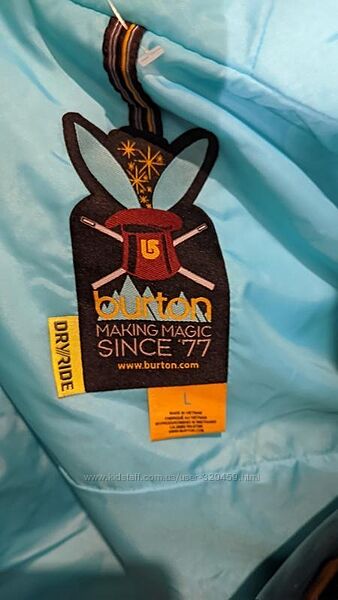 burton
MAKING MAGIC
SINCE '77
www.burton.com
DRY//RIDE
L
MADE IN VIETNAM
www.kidstaff.com.ua/user-320459.html